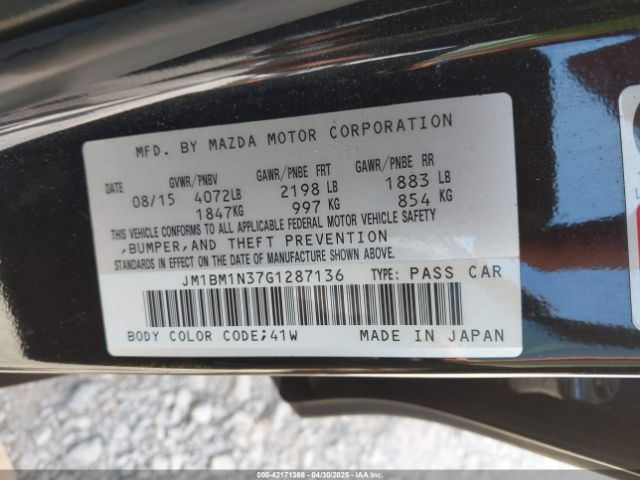 MFD. BY MAZDA MOTOR CORPORATION
DATE GVWR/PNBV GAWR/PNBE FRT GAWR/PNBE RR
08/15 4072LB 2198 LB 1883 LB
1847KG 997 KG 854 KG
THIS VEHICLE CONFORMS TO ALL APPLICABLE FEDERAL MOTOR VEHICLE SAFETY
,BUMPER,AND THEFT PREVENTION
STANDARDS IN EFFECT ON THE DATE OF MANUFACTURE SHOWN ABOVE.
JM1BM1N37G1287136 TYPE: PASS CAR
BODY COLOR CODE;41W MADE IN JAPAN
000-42171368 04/30/2025 IAAI.COM